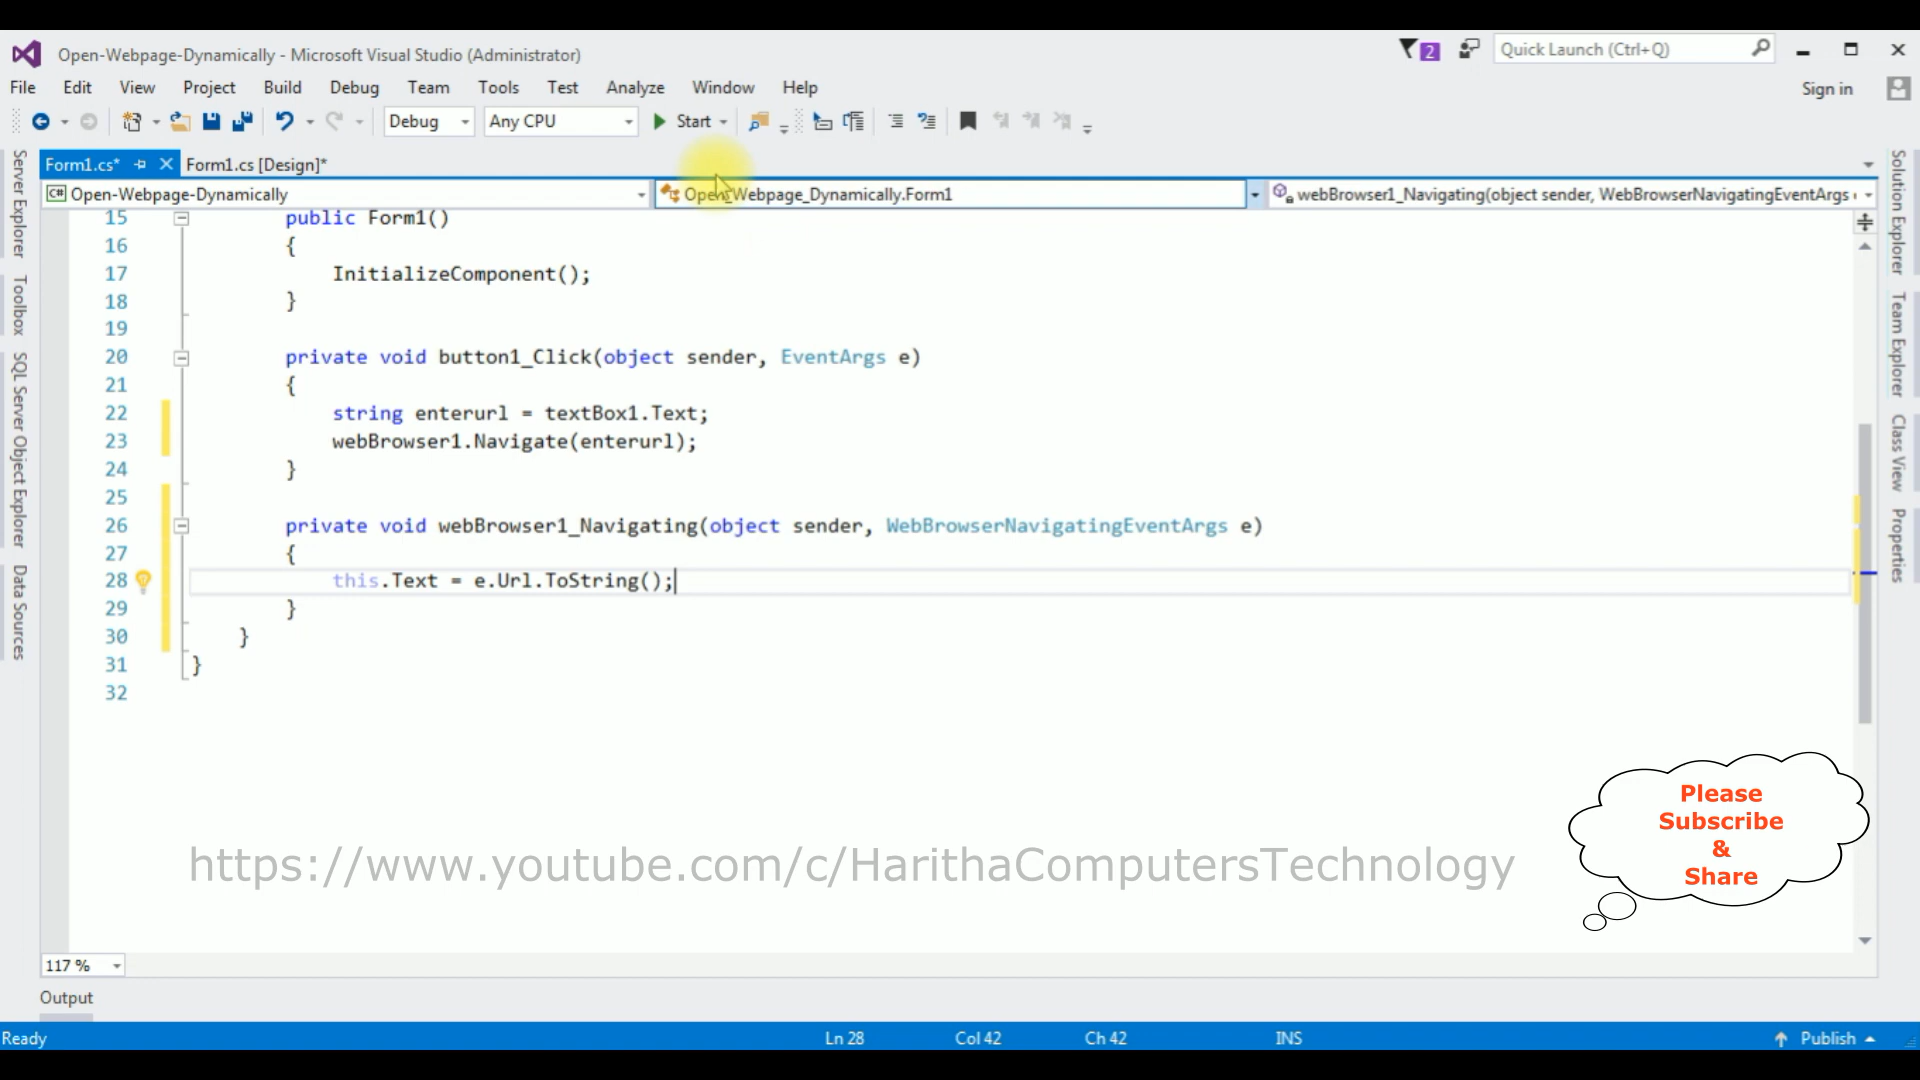 Open-Webpage-Dynamically - Microsoft Visual Studio (Administrator)
2
Quick Launch (Ctrl+Q)
File Edit View Project Build Debug Team Tools Test Analyze Window Help
Sign in
Debug Any CPU Start
Form1.cs* Form1.cs [Design]*
C# Open-Webpage-Dynamically Open_Webpage_Dynamically.Form1 webBrowser1_Navigating(object sender, WebBrowserNavigatingEventArgs
Server Explorer
Toolbox
SQL Server Object Explorer
Data Sources
15 public Form1()
16 {
17 InitializeComponent();
18 }
19
20 private void button1_Click(object sender, EventArgs e)
21 {
22 string enterurl = textBox1.Text;
23 webBrowser1.Navigate(enterurl);
24 }
25
26 private void webBrowser1_Navigating(object sender, WebBrowserNavigatingEventArgs e)
27 {
28 this.Text = e.Url.ToString();
29 }
30 }
31 }
32
Solution Explorer
Team Explorer
Class View
Properties
Please
Subscribe
&
Share
https://www.youtube.com/c/HarithaComputersTechnology
117 %
Output
Ready Ln 28 Col 42 Ch 42 INS Publish